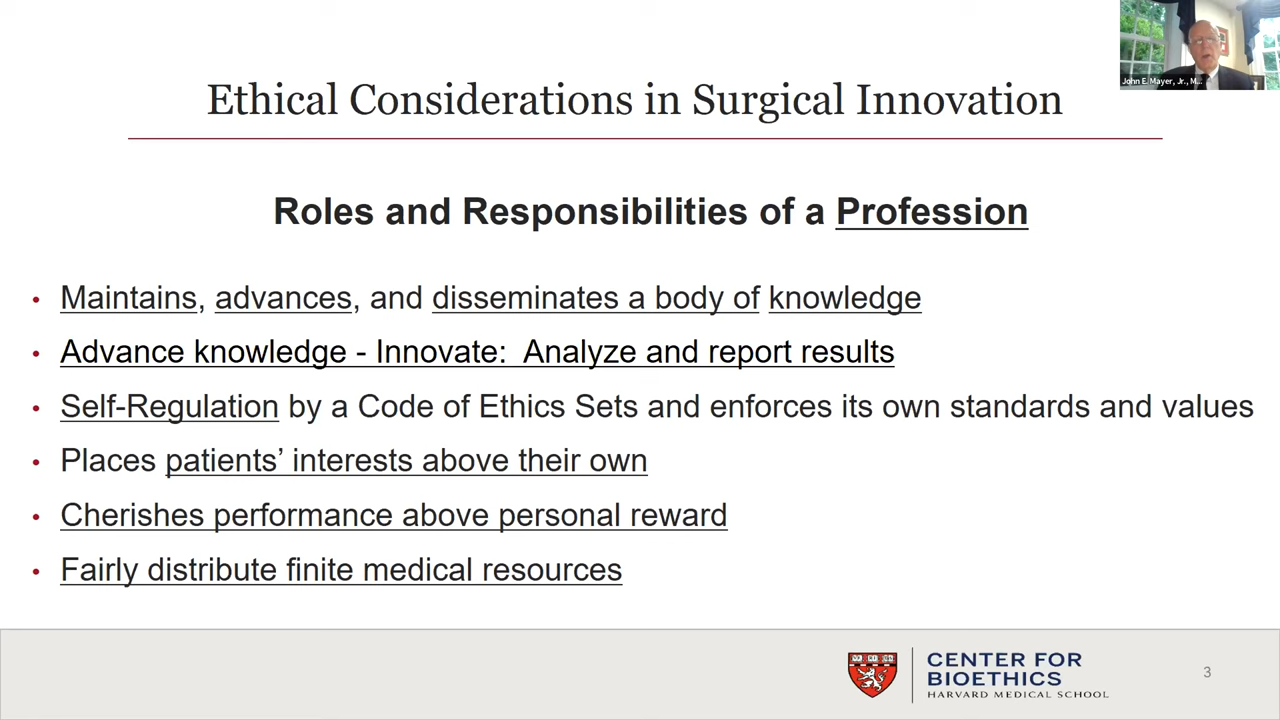 John E. Mayer, Jr., M...
Ethical Considerations in Surgical Innovation
Roles and Responsibilities of a Profession
• Maintains, advances, and disseminates a body of knowledge
• Advance knowledge - Innovate:  Analyze and report results
• Self-Regulation by a Code of Ethics Sets and enforces its own standards and values
• Places patients’ interests above their own
• Cherishes performance above personal reward
• Fairly distribute finite medical resources
CENTER FOR
BIOETHICS
HARVARD MEDICAL SCHOOL
3